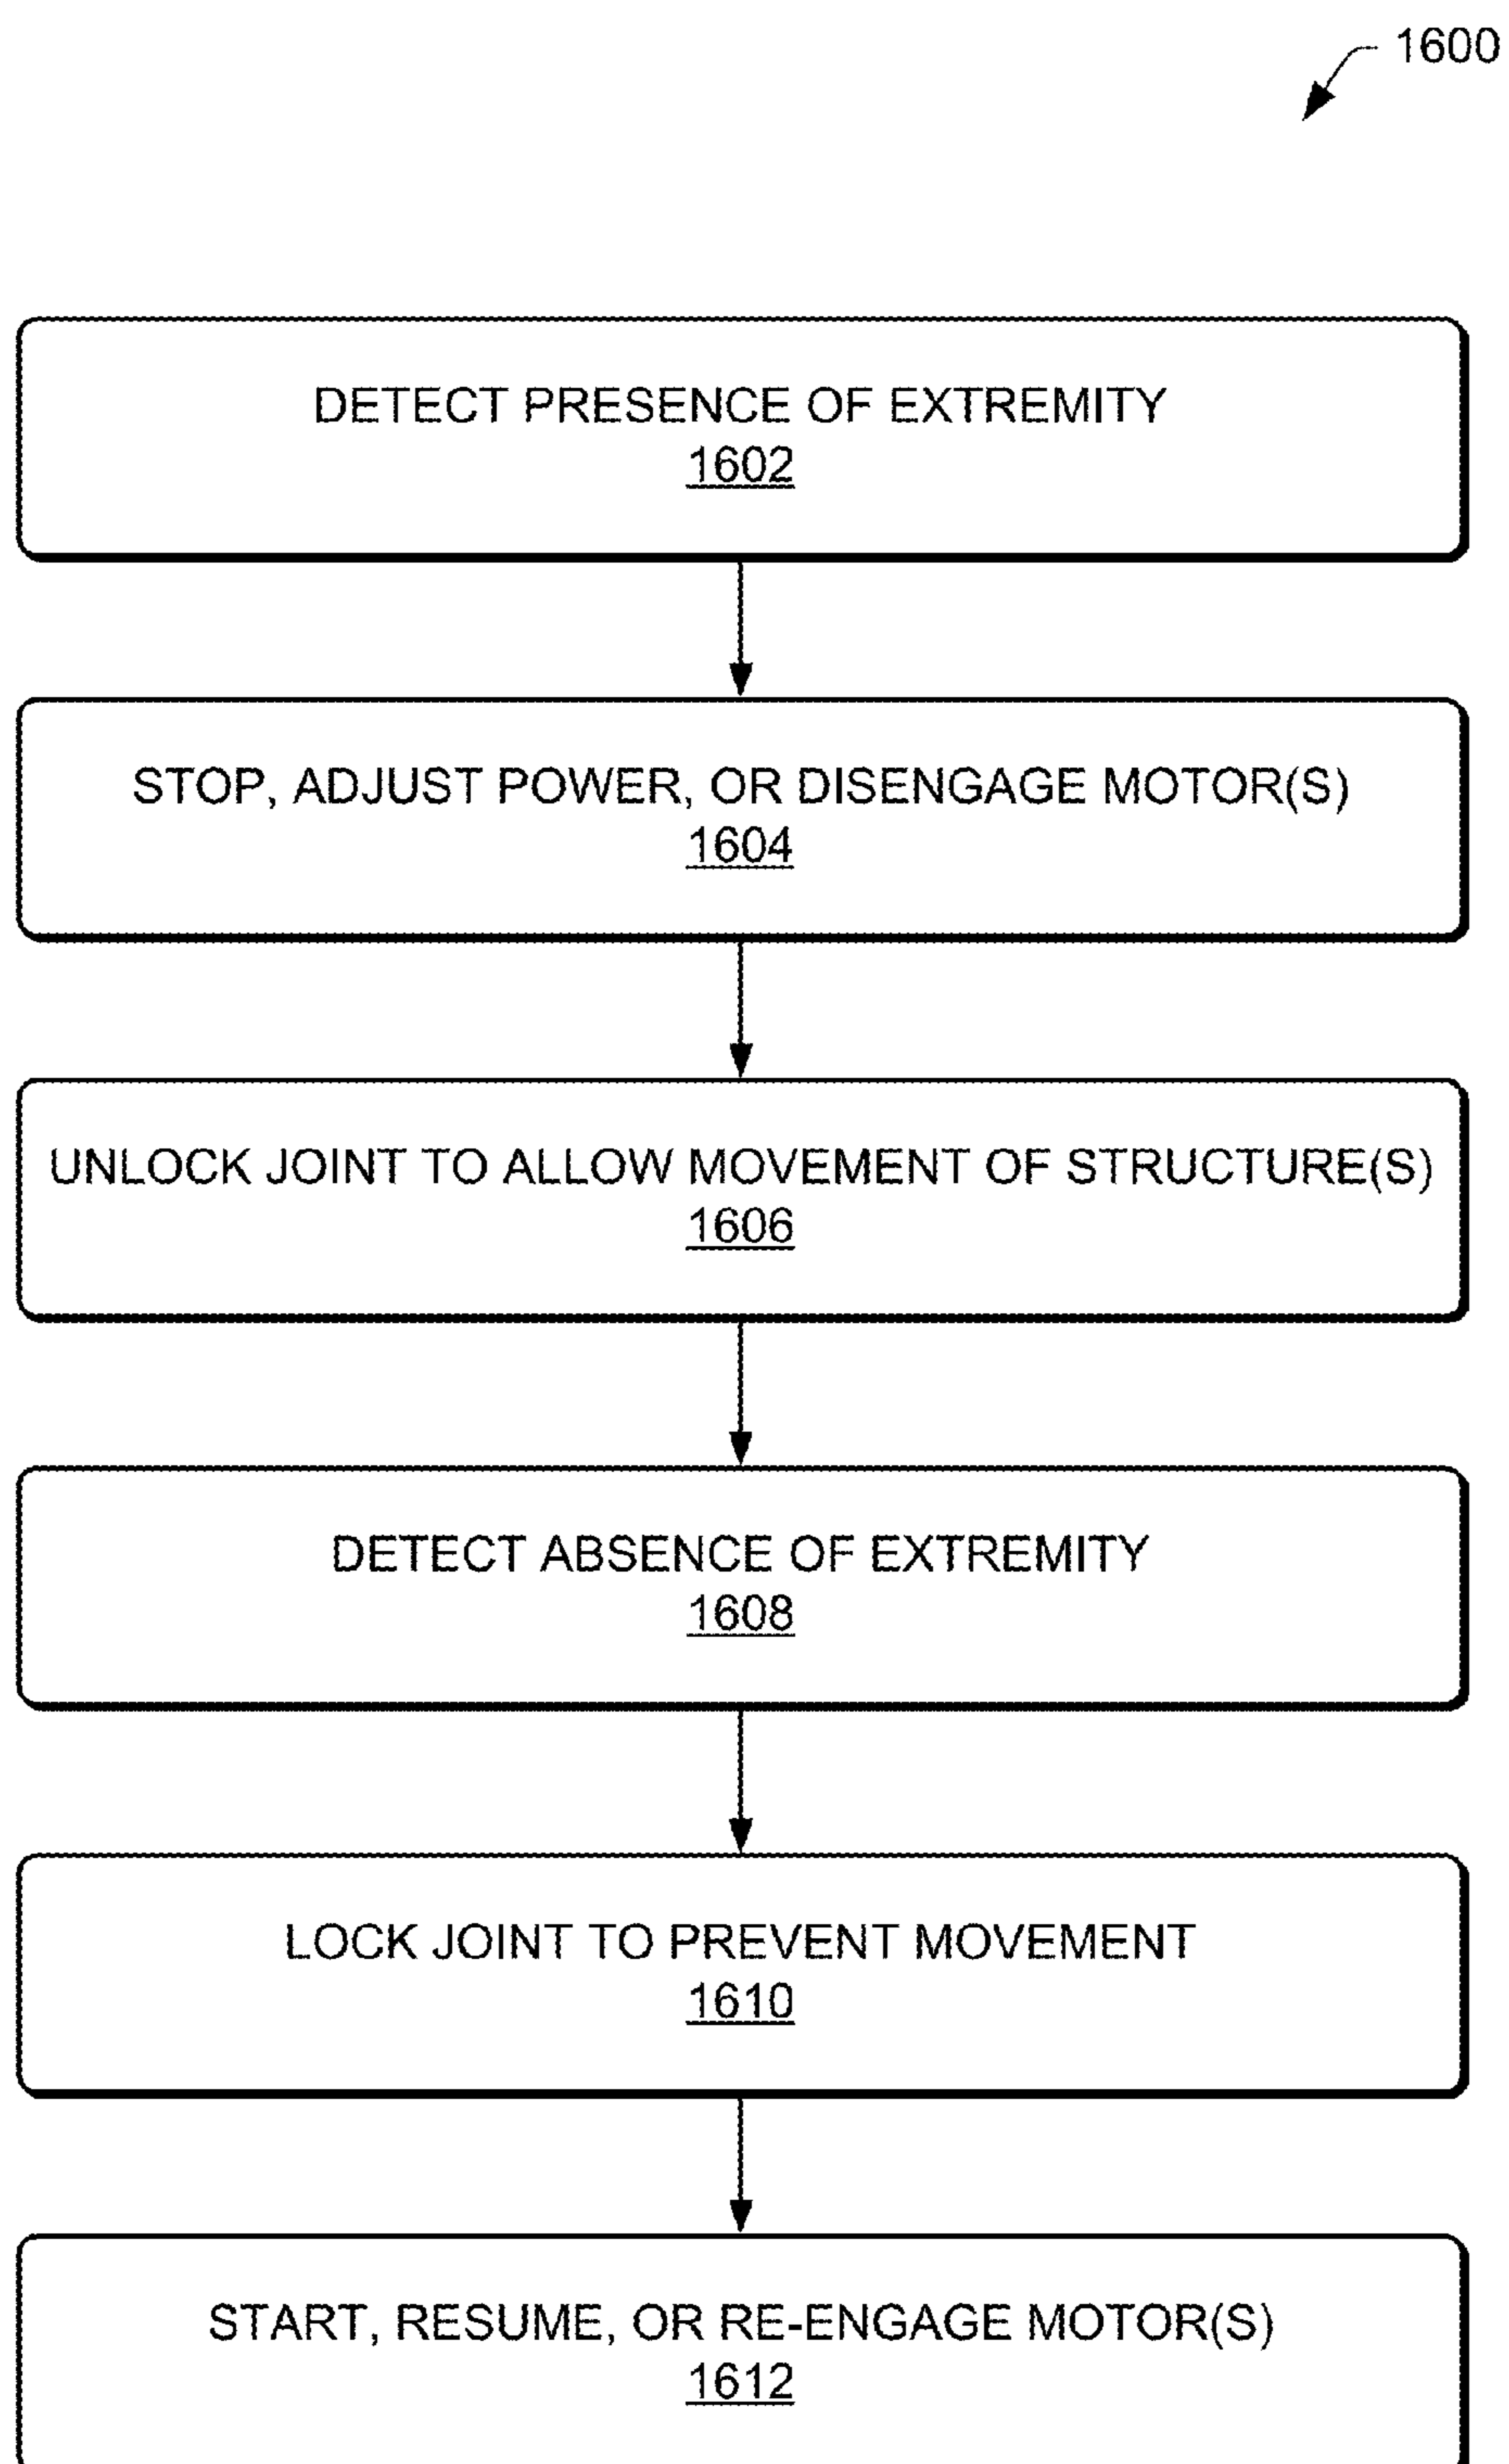 1600
DETECT PRESENCE OF EXTREMITY
1602
STOP, ADJUST POWER, OR DISENGAGE MOTOR(S)
1604
UNLOCK JOINT TO ALLOW MOVEMENT OF STRUCTURE(S)
1606
DETECT ABSENCE OF EXTREMITY
1608
LOCK JOINT TO PREVENT MOVEMENT
1610
START, RESUME, OR RE-ENGAGE MOTOR(S)
1612